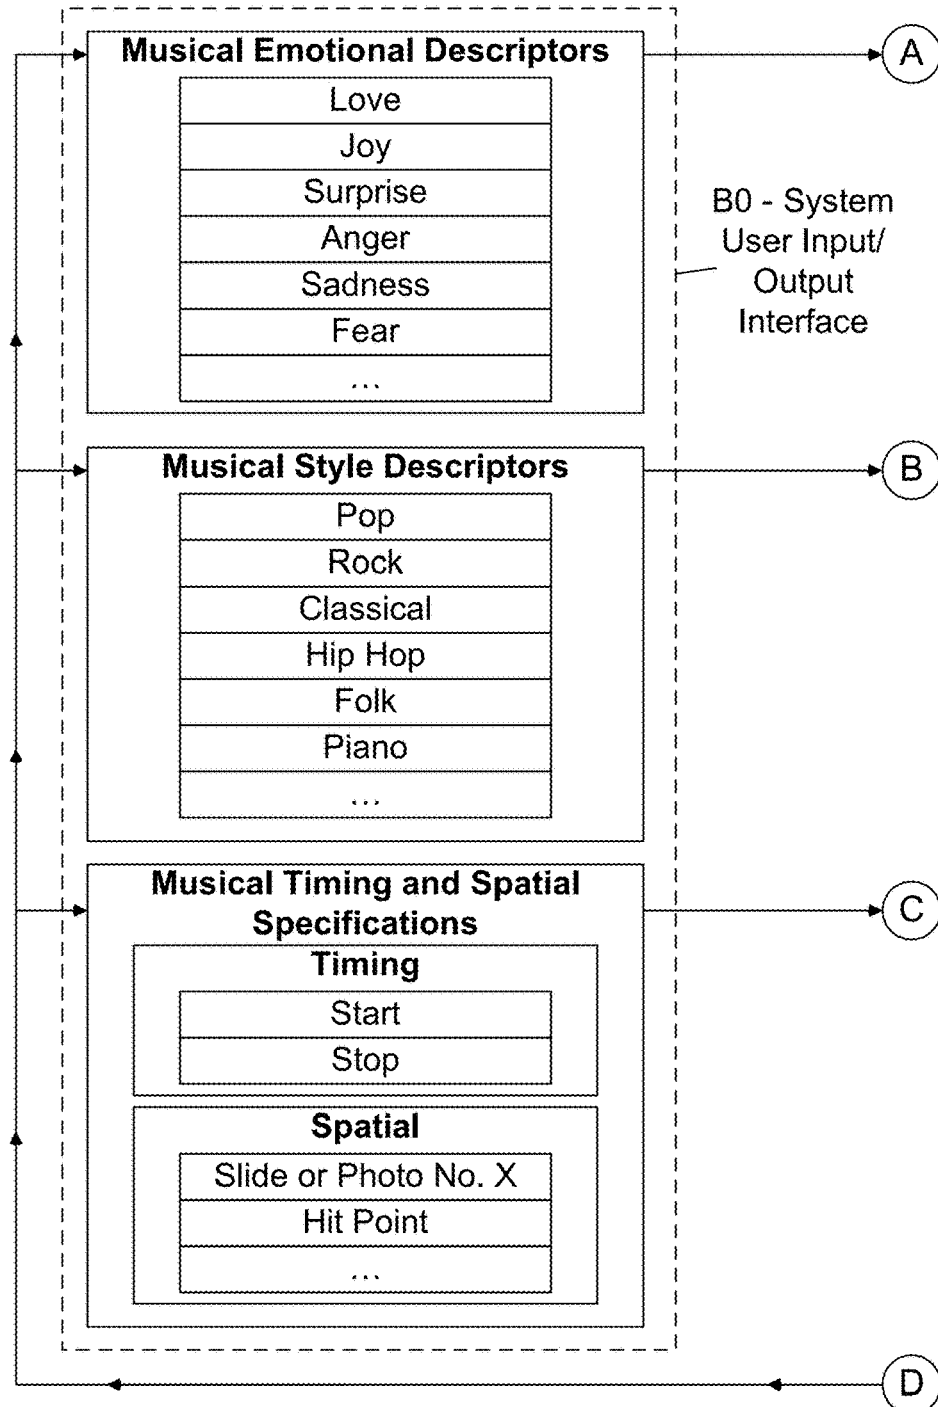 Musical Emotional Descriptors
A
Love
Joy
Surprise
Anger
Sadness
Fear
...
B0 - System
User Input/
Output
Interface
Musical Style Descriptors
B
Pop
Rock
Classical
Hip Hop
Folk
Piano
...
Musical Timing and Spatial
Specifications
C
Timing
Start
Stop
Spatial
Slide or Photo No. X
Hit Point
...
D